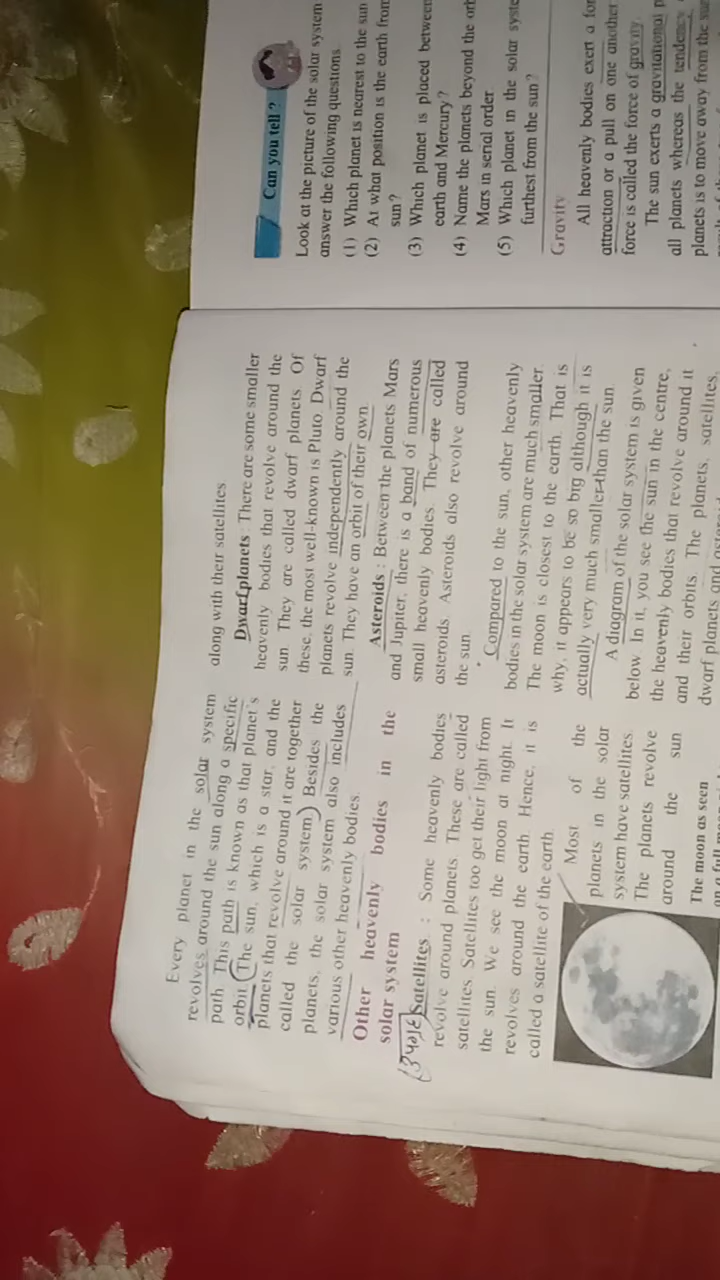 Every planet in the solar system
revolves around the sun along a specific
path This path is known as that planet's
orbit (The sun, which is a star, and the
planets that revolve around it are together
called the solar system) Besides the
planets, the solar system also includes
various other heavenly bodies.
Other heavenly bodies in the
solar system
(उपग्रह Satellites : Some heavenly bodies
revolve around planets These are called
satellites Satellites too get their light from
the sun. We see the moon at night. It
revolves around the earth Hence, it is
called a satellite of the earth
Most of the
planets in the solar
system have satellites
The planets revolve
around the sun
The moon as seen
on a full
along with their satellites
Dwarf planets : There are some smaller
heavenly bodies that revolve around the
sun They are called dwarf planets Of
these, the most well-known is Pluto Dwarf
planets revolve independently around the
sun They have an orbit of their own
Asteroids : Between the planets Mars
and Jupiter, there is a band of numerous
small heavenly bodies. They are called
asteroids. Asteroids also revolve around
the sun
Compared to the sun, other heavenly
bodies in the solar system are much smaller.
The moon is closest to the earth. That is
why, it appears to be so big although it is
actually very much smaller than the sun
A diagram of the solar system is given
below In it, you see the sun in the centre,
the heavenly bodies that revolve around it
and their orbits. The planets, satellites,
dwarf planets and
Can you tell ?
Look at the picture of the solar system
answer the following questions
(1) Which planet is nearest to the sun
(2) At what position is the earth from
sun ?
(3) Which planet is placed between
earth and Mercury?
(4) Name the planets beyond the
Mars in serial order
(5) Which planet in the solar
furthest from the sun?
Gravity
All heavenly bodies exert a
attraction or a pull on one another
force is called the force of gravity.
The sun exerts a gravitational
all planets whereas the tendency
planets is to move away from the